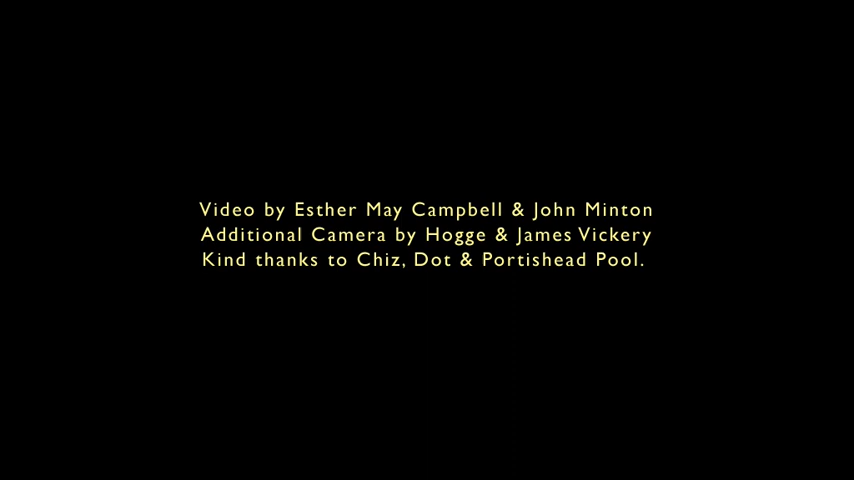 Video by Esther May Campbell & John Minton
Additional Camera by Hogge & James Vickery
Kind thanks to Chiz, Dot & Portishead Pool.